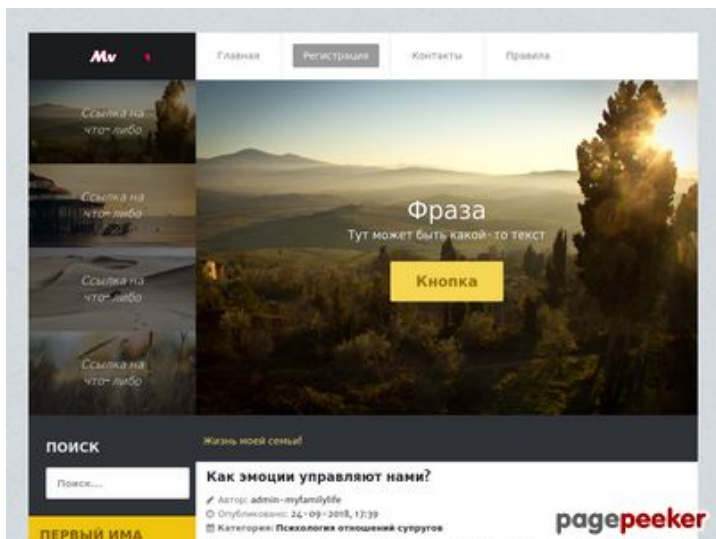 Mv
Главная
Регистрация
Контакты
Правила
Ссылка на
что-либо
Ссылка на
что-либо
Ссылка на
что-либо
Ссылка на
что-либо
Фраза
Тут может быть какой-то текст
Кнопка
ПОИСК
Поиск...
ПЕРВЫЙ ИМА
Жизнь моей семьи!
Как эмоции управляют нами?
Автор: admin-myfamilylife
Опубликовано: 24-09-2018, 17:39
Категория: Психология отношений супругов
pagepeeker